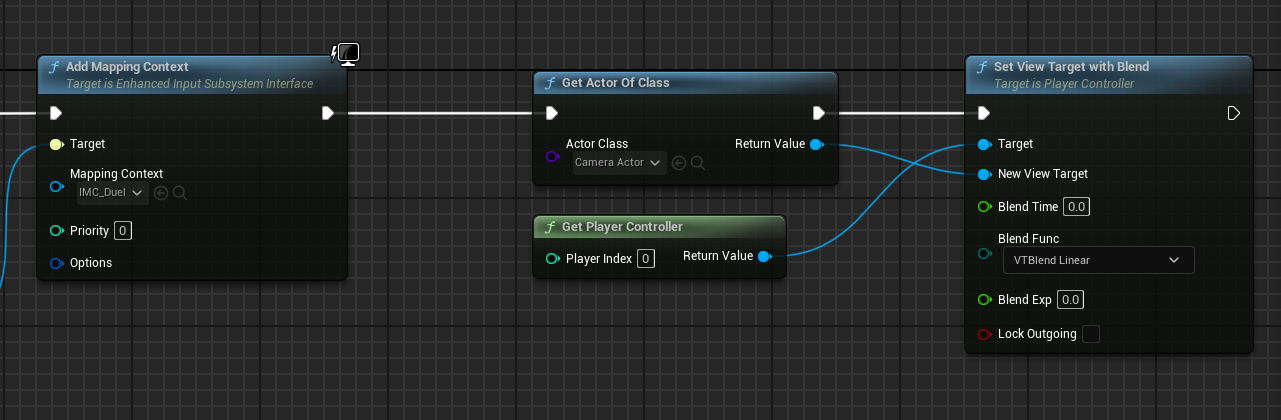 Add Mapping Context
Target is Enhanced Input Subsystem Interface
Target
Mapping Context
IMC_Duel
Priority 0
Options
Get Actor Of Class
Actor Class
Camera Actor
Return Value
Get Player Controller
Player Index 0
Return Value
Set View Target with Blend
Target is Player Controller
Target
New View Target
Blend Time 0.0
Blend Func
VTBlend Linear
Blend Exp 0.0
Lock Outgoing